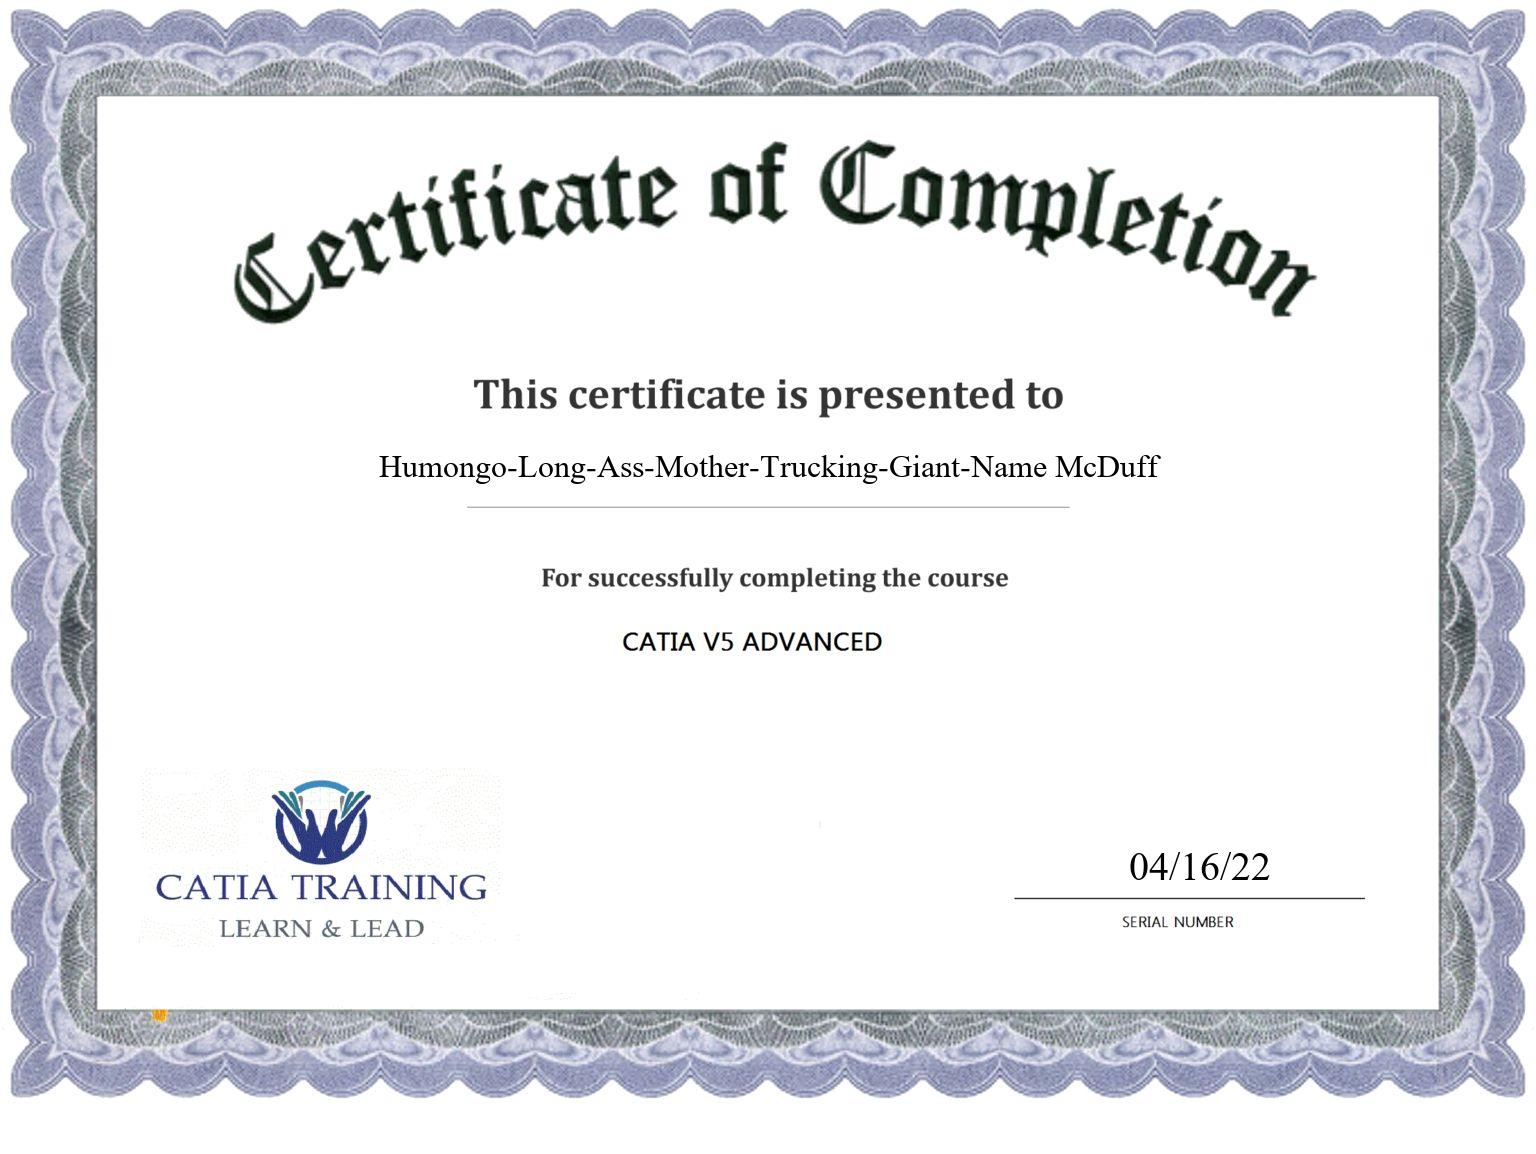 Certificate of Completion
This certificate is presented to
Humongo-Long-Ass-Mother-Trucking-Giant-Name McDuff
For successfully completing the course
CATIA V5 ADVANCED
CATIA TRAINING
LEARN & LEAD
04/16/22
SERIAL NUMBER